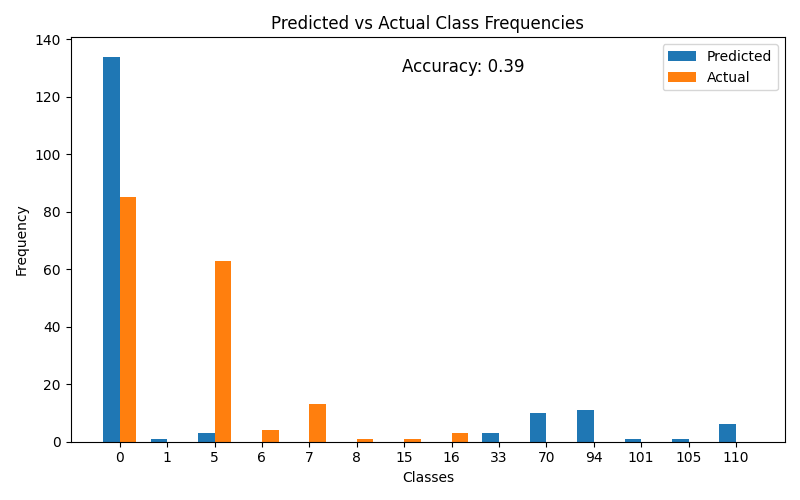 Predicted vs Actual Class Frequencies
140
120
100
80
60
40
20
0
Frequency
Accuracy: 0.39
Predicted
Actual
0 1 5 6 7 8 15 16 33 70 94 101 105 110
Classes